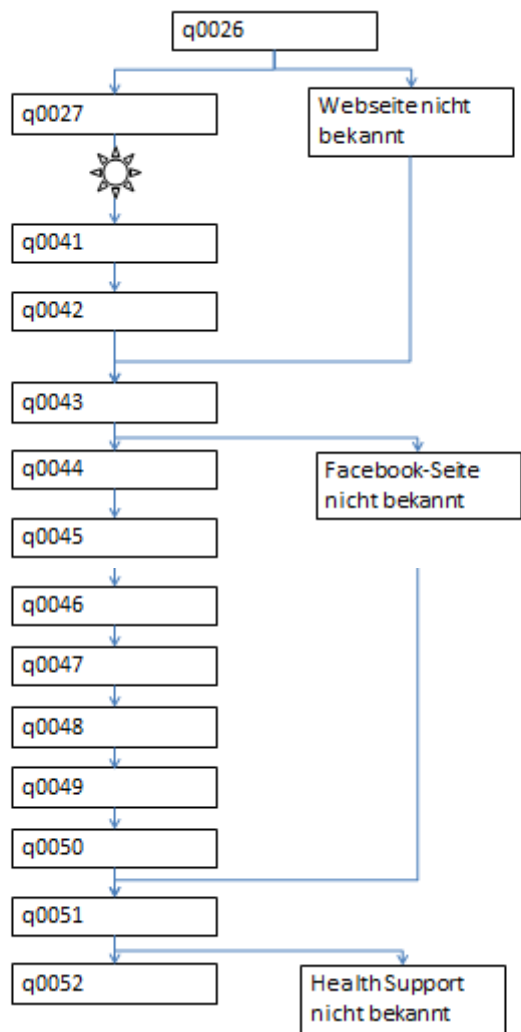 q0026
q0027
Webseite nicht
bekannt
q0041
q0042
q0043
q0044
Facebook-Seite
nicht bekannt
q0045
q0046
q0047
q0048
q0049
q0050
q0051
q0052
Health Support
nicht bekannt